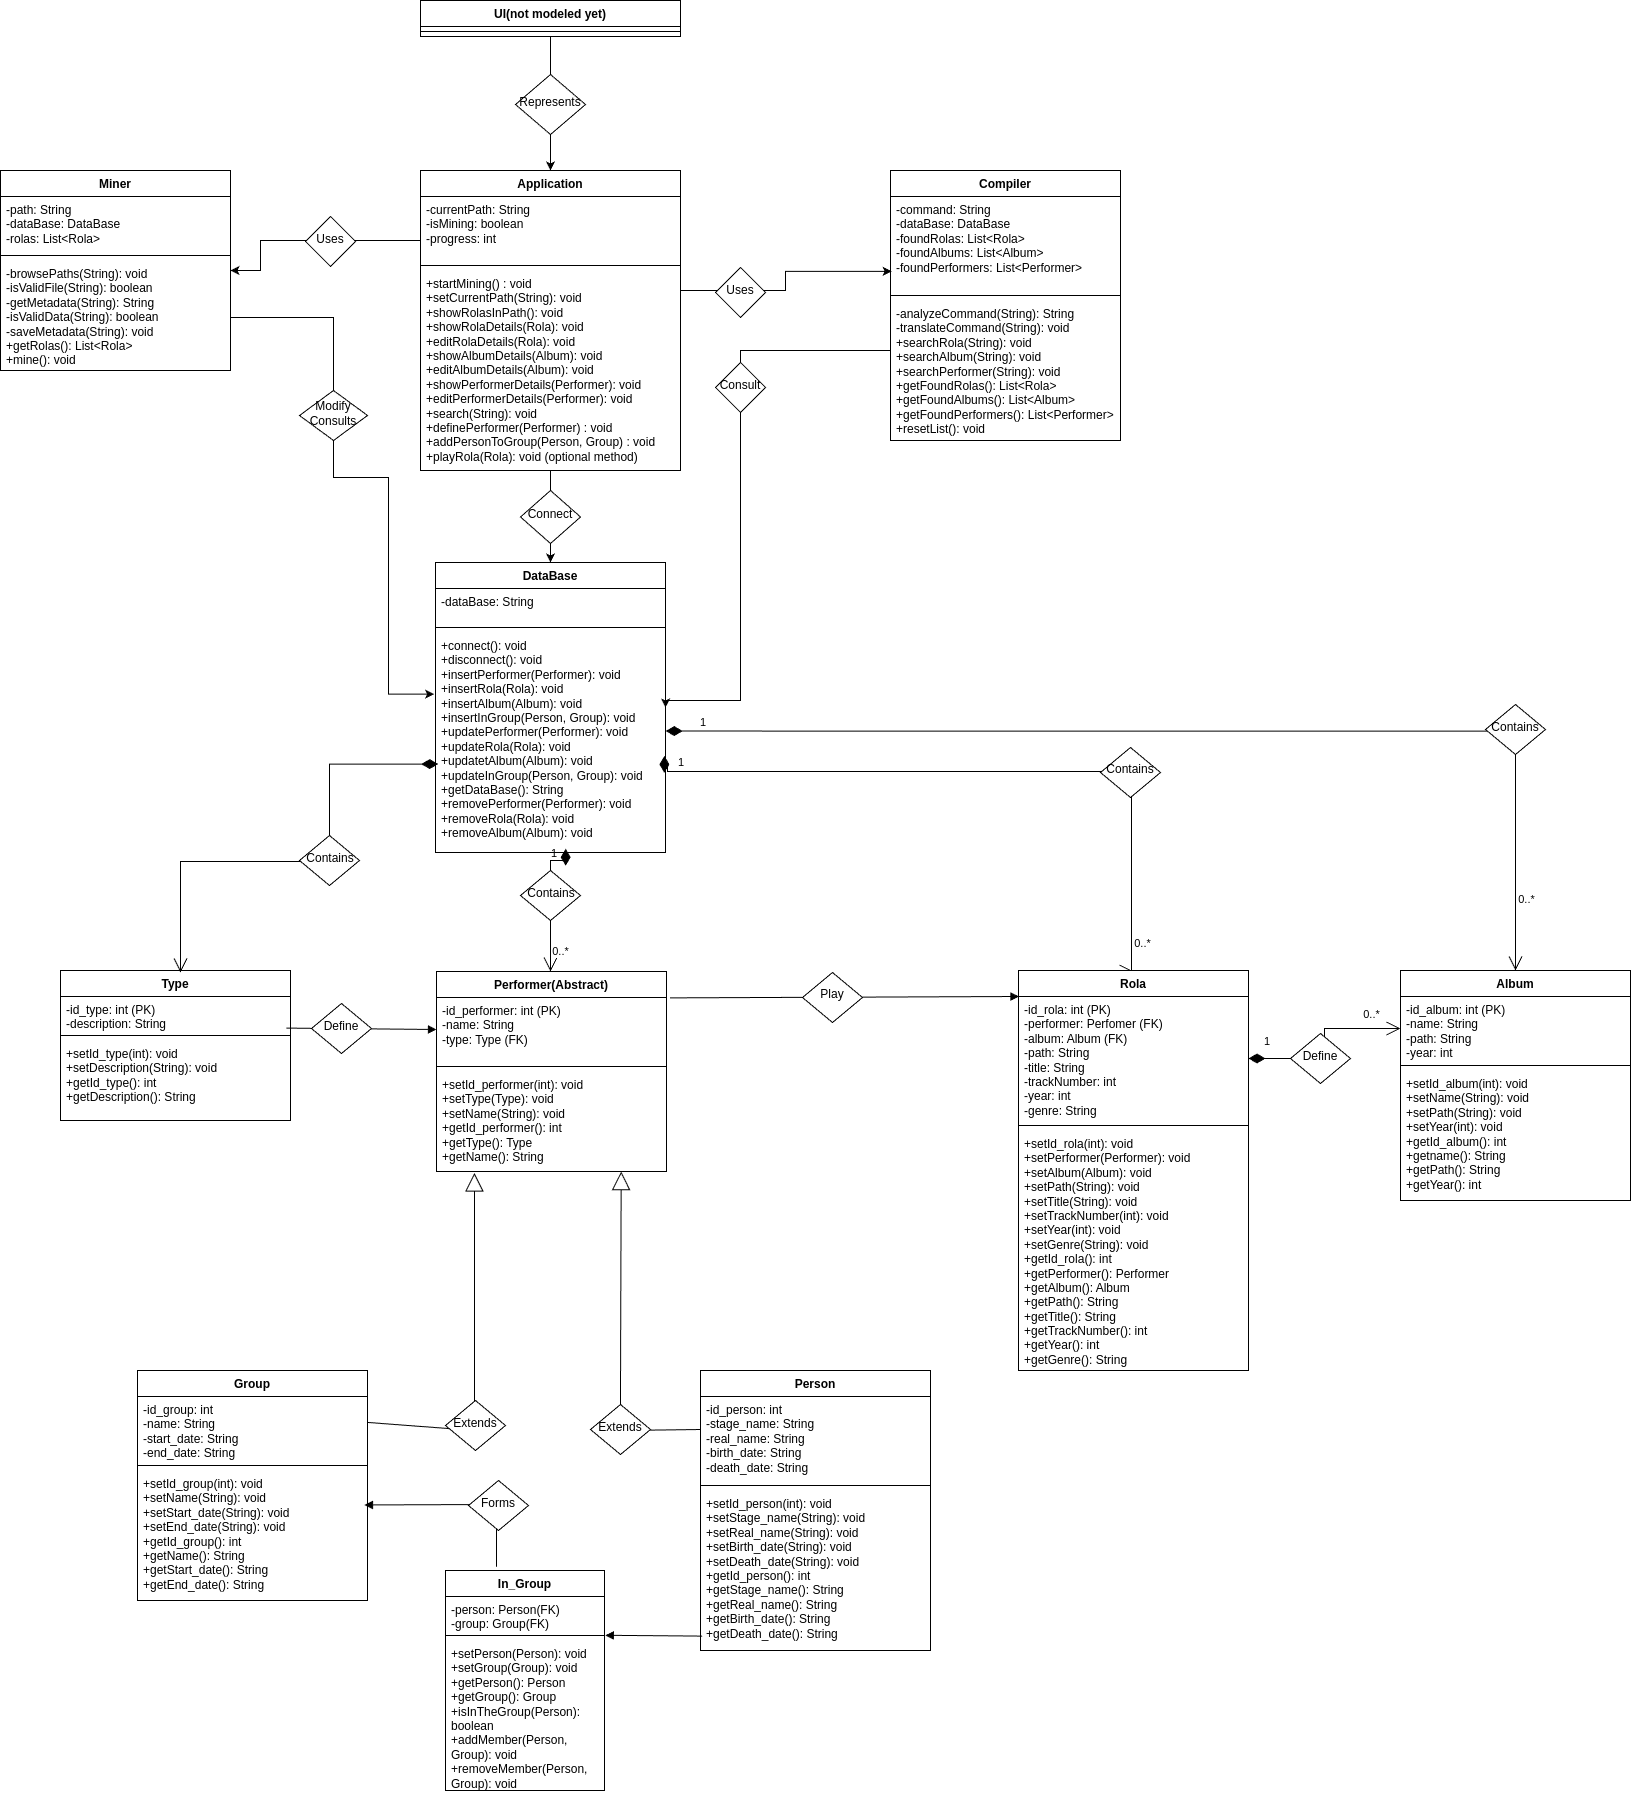 UI(not modeled yet)
Represents
Miner
-path: String
-dataBase: DataBase
-rolas: List<Rola>
-browsePaths(String): void
-isValidFile(String): boolean
-getMetadata(String): String
-isValidData(String): boolean
-saveMetadata(String): void
+getRolas(): List<Rola>
+mine(): void
Uses
Application
-currentPath: String
-isMining: boolean
-progress: int
+startMining() : void
+setCurrentPath(String): void
+showRolasInPath(): void
+showRolaDetails(Rola): void
+editRolaDetails(Rola): void
+showAlbumDetails(Album): void
+editAlbumDetails(Album): void
+showPerformerDetails(Performer): void
+editPerformerDetails(Performer): void
+search(String): void
+definePerformer(Performer) : void
+addPersonToGroup(Person, Group) : void
+playRola(Rola): void (optional method)
Uses
Compiler
-command: String
-dataBase: DataBase
-foundRolas: List<Rola>
-foundAlbums: List<Album>
-foundPerformers: List<Performer>
-analyzeCommand(String): String
-translateCommand(String): void
+searchRola(String): void
+searchAlbum(String): void
+searchPerformer(String): void
+getFoundRolas(): List<Rola>
+getFoundAlbums(): List<Album>
+getFoundPerformers(): List<Performer>
+resetList(): void
Modify
Consults
Consult
Connect
DataBase
-dataBase: String
+connect(): void
+disconnect(): void
+insertPerformer(Performer): void
+insertRola(Rola): void
+insertAlbum(Album): void
+insertInGroup(Person, Group): void
+updatePerformer(Performer): void
+updateRola(Rola): void
+updatetAlbum(Album): void
+updateInGroup(Person, Group): void
+getDataBase(): String
+removePerformer(Performer): void
+removeRola(Rola): void
+removeAlbum(Album): void
1
Contains
1
Contains
Contains
1
Contains
0..*
0..*
0..*
Type
-id_type: int (PK)
-description: String
+setId_type(int): void
+setDescription(String): void
+getId_type(): int
+getDescription(): String
Define
Performer(Abstract)
-id_performer: int (PK)
-name: String
-type: Type (FK)
+setId_performer(int): void
+setType(Type): void
+setName(String): void
+getId_performer(): int
+getType(): Type
+getName(): String
Play
Rola
-id_rola: int (PK)
-performer: Perfomer (FK)
-album: Album (FK)
-path: String
-title: String
-trackNumber: int
-year: int
-genre: String
+setId_rola(int): void
+setPerformer(Performer): void
+setAlbum(Album): void
+setPath(String): void
+setTitle(String): void
+setTrackNumber(int): void
+setYear(int): void
+setGenre(String): void
+getId_rola(): int
+getPerformer(): Performer
+getAlbum(): Album
+getPath(): String
+getTitle(): String
+getTrackNumber(): int
+getYear(): int
+getGenre(): String
1
Define
0..*
Album
-id_album: int (PK)
-name: String
-path: String
-year: int
+setId_album(int): void
+setName(String): void
+setPath(String): void
+setYear(int): void
+getId_album(): int
+getname(): String
+getPath(): String
+getYear(): int
Group
-id_group: int
-name: String
-start_date: String
-end_date: String
+setId_group(int): void
+setName(String): void
+setStart_date(String): void
+setEnd_date(String): void
+getId_group(): int
+getName(): String
+getStart_date(): String
+getEnd_date(): String
Extends
Extends
Person
-id_person: int
-stage_name: String
-real_name: String
-birth_date: String
-death_date: String
+setId_person(int): void
+setStage_name(String): void
+setReal_name(String): void
+setBirth_date(String): void
+setDeath_date(String): void
+getId_person(): int
+getStage_name(): String
+getReal_name(): String
+getBirth_date(): String
+getDeath_date(): String
Forms
In_Group
-person: Person(FK)
-group: Group(FK)
+setPerson(Person): void
+setGroup(Group): void
+getPerson(): Person
+getGroup(): Group
+isInTheGroup(Person):
boolean
+addMember(Person,
Group): void
+removeMember(Person,
Group): void